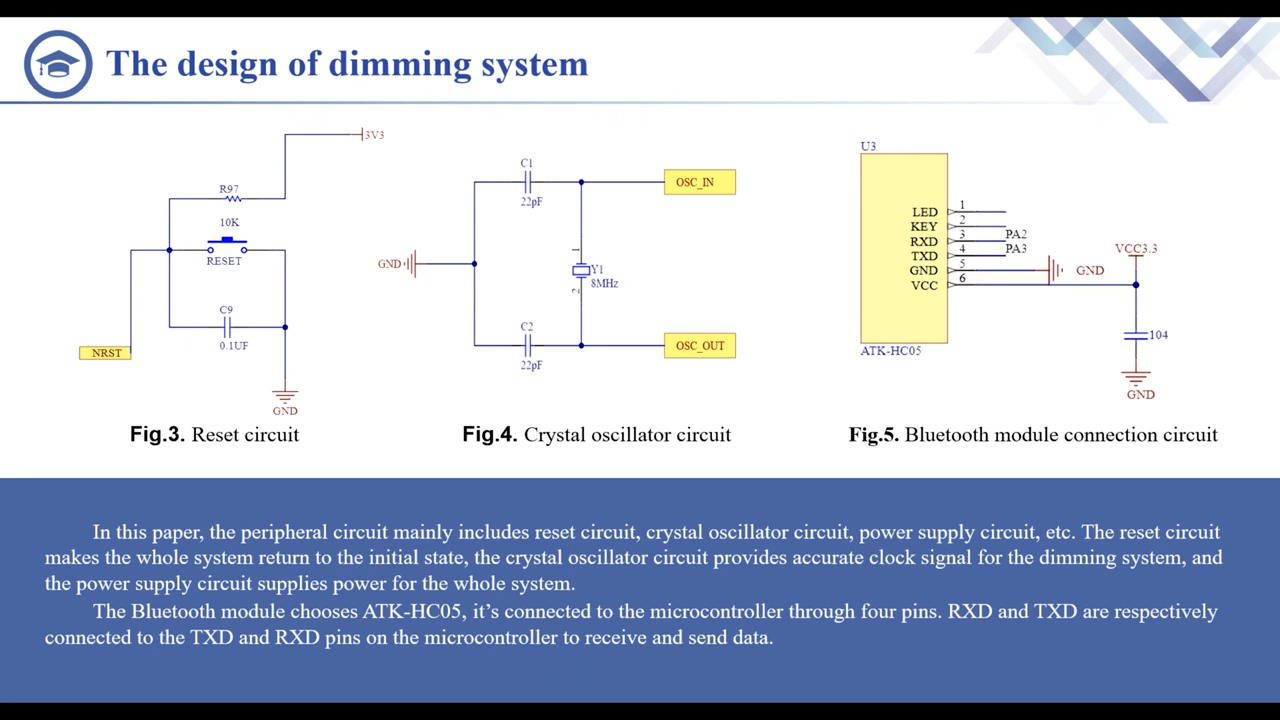 The design of dimming system
3V3
R97
10K
RESET
C9
0.1UF
NRST
GND
Fig.3. Reset circuit
C1
22pF
OSC_IN
GND
1
Y1
8MHz
2
C2
22pF
OSC_OUT
Fig.4. Crystal oscillator circuit
U3
LED 1
KEY 2
RXD 3 PA2
TXD 4 PA3
GND 5 GND
VCC 6
VCC3.3
104
GND
ATK-HC05
Fig.5. Bluetooth module connection circuit
In this paper, the peripheral circuit mainly includes reset circuit, crystal oscillator circuit, power supply circuit, etc. The reset circuit
makes the whole system return to the initial state, the crystal oscillator circuit provides accurate clock signal for the dimming system, and
the power supply circuit supplies power for the whole system.
The Bluetooth module chooses ATK-HC05, it's connected to the microcontroller through four pins. RXD and TXD are respectively
connected to the TXD and RXD pins on the microcontroller to receive and send data.